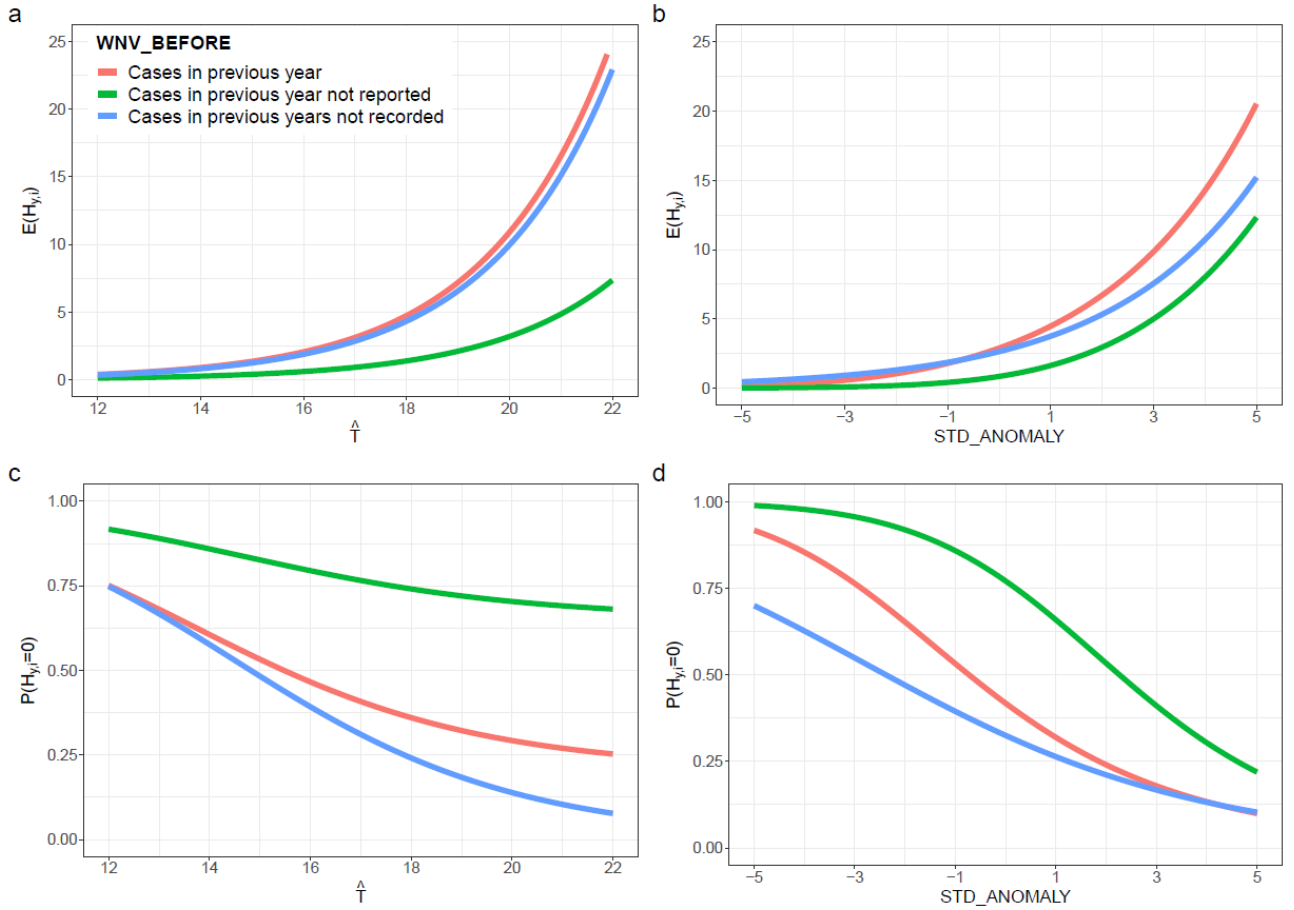 a
E(H_y,i)
25
20
15
10
5
0
WNV_BEFORE
Cases in previous year
Cases in previous year not reported
Cases in previous years not recorded
12 14 16 18 20 22
T̂
b
E(H_y,i)
25
20
15
10
5
0
−5 −3 −1 1 3 5
STD_ANOMALY
c
P(H_y,i=0)
1.00
0.75
0.50
0.25
0.00
12 14 16 18 20 22
T̂
d
P(H_y,i=0)
1.00
0.75
0.50
0.25
0.00
−5 −3 −1 1 3 5
STD_ANOMALY